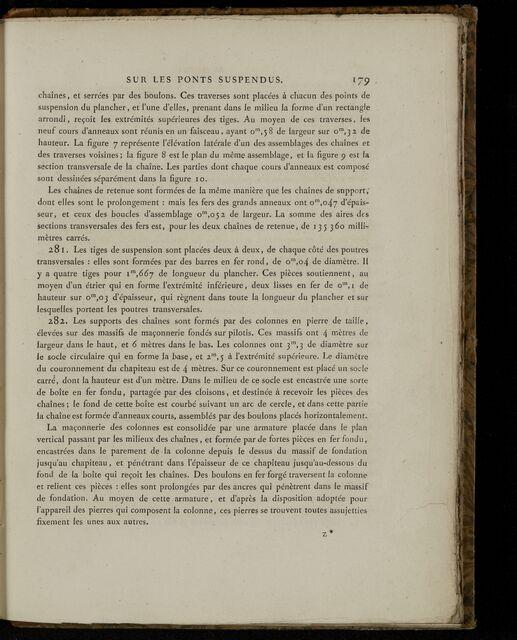 SUR LES PONTS SUSPENDUS. 179
chaînes, et serrées par des boulons. Ces traverses sont placées à chacun des points de
suspension du plancher, et l'une d'elles, prenant dans le milieu la forme d'un rectangle
arrondi, reçoit les extrémités supérieures des tiges. Au moyen de ces traverses, les
neuf cours d'anneaux sont réunis en un faisceau, ayant 0m,58 de largeur sur 0m,32 de
hauteur. La figure 7 représente l'élévation latérale d'un des assemblages des chaînes et
des traverses voisines; la figure 8 est le plan du même assemblage, et la figure 9 est la
section transversale de la chaîne. Les parties dont chaque cours d'anneaux est composé
sont dessinées séparément dans la figure 10.
Les chaînes de retenue sont formées de la même manière que les chaînes de support,
dont elles sont le prolongement : mais les fers des grands anneaux ont 0m,047 d'épais-
seur, et ceux des boucles d'assemblage 0m,052 de largeur. La somme des aires des
sections transversales des fers est, pour les deux chaînes de retenue, de 135 360 milli-
mètres carrés.
281. Les tiges de suspension sont placées deux à deux, de chaque côté des poutres
transversales : elles sont formées par des barres en fer rond, de 0m,04 de diamètre. Il
y a quatre tiges pour 1m,667 de longueur du plancher. Ces pièces soutiennent, au
moyen d'un étrier qui en forme l'extrémité inférieure, deux lisses en fer de 0m,1 de
hauteur sur 0m,03 d'épaisseur, qui règnent dans toute la longueur du plancher et sur
lesquelles portent les poutres transversales.
282. Les supports des chaînes sont formés par des colonnes en pierre de taille,
élevées sur des massifs de maçonnerie fondés sur pilotis. Ces massifs ont 4 mètres de
largeur dans le haut, et 6 mètres dans le bas. Les colonnes ont 3m,3 de diamètre sur
le socle circulaire qui en forme la base, et 2m,5 à l'extrémité supérieure. Le diamètre
du couronnement du chapiteau est de 4 mètres. Sur ce couronnement est placé un socle
carré, dont la hauteur est d'un mètre. Dans le milieu de ce socle est encastrée une sorte
de boîte en fer fondu, partagée par des cloisons, et destinée à recevoir les pièces des
chaînes; le fond de cette boîte est courbé suivant un arc de cercle, et dans cette partie
la chaîne est formée d'anneaux courts, assemblés par des boulons placés horizontalement.
La maçonnerie des colonnes est consolidée par une armature placée dans le plan
vertical passant par les milieux des chaînes, et formée par de fortes pièces en fer fondu,
encastrées dans le parement de la colonne depuis le dessus du massif de fondation
jusqu'au chapiteau, et pénétrant dans l'épaisseur de ce chapiteau jusqu'au-dessous du
fond de la boîte qui reçoit les chaînes. Des boulons en fer forgé traversent la colonne
et relient ces pièces : elles sont prolongées par des ancres qui pénètrent dans le massif
de fondation. Au moyen de cette armature, et d'après la disposition adoptée pour
l'appareil des pierres qui composent la colonne, ces pierres se trouvent toutes assujetties
fixement les unes aux autres.
Z*